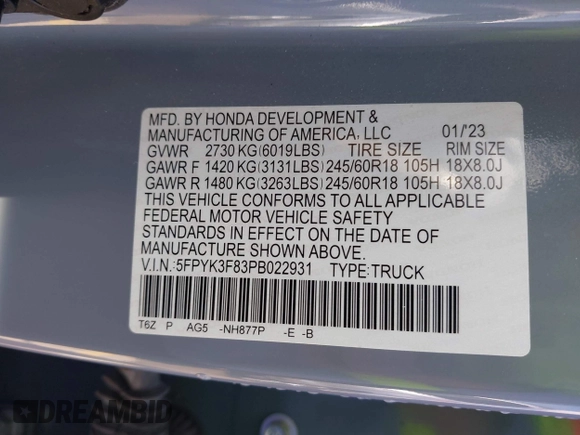 MFD. BY HONDA DEVELOPMENT &
MANUFACTURING OF AMERICA, LLC 01/'23
GVWR 2730 KG (6019LBS) TIRE SIZE RIM SIZE
GAWR F 1420 KG (3131LBS) 245/60R18 105H 18X8.0J
GAWR R 1480 KG (3263LBS) 245/60R18 105H 18X8.0J
THIS VEHICLE CONFORMS TO ALL APPLICABLE
FEDERAL MOTOR VEHICLE SAFETY
STANDARDS IN EFFECT ON THE DATE OF
MANUFACTURE SHOWN ABOVE.
V.I.N.: 5FPYK3F83PB022931 TYPE: TRUCK
T6Z P AG5 -NH877P -E -B
DREAMBID